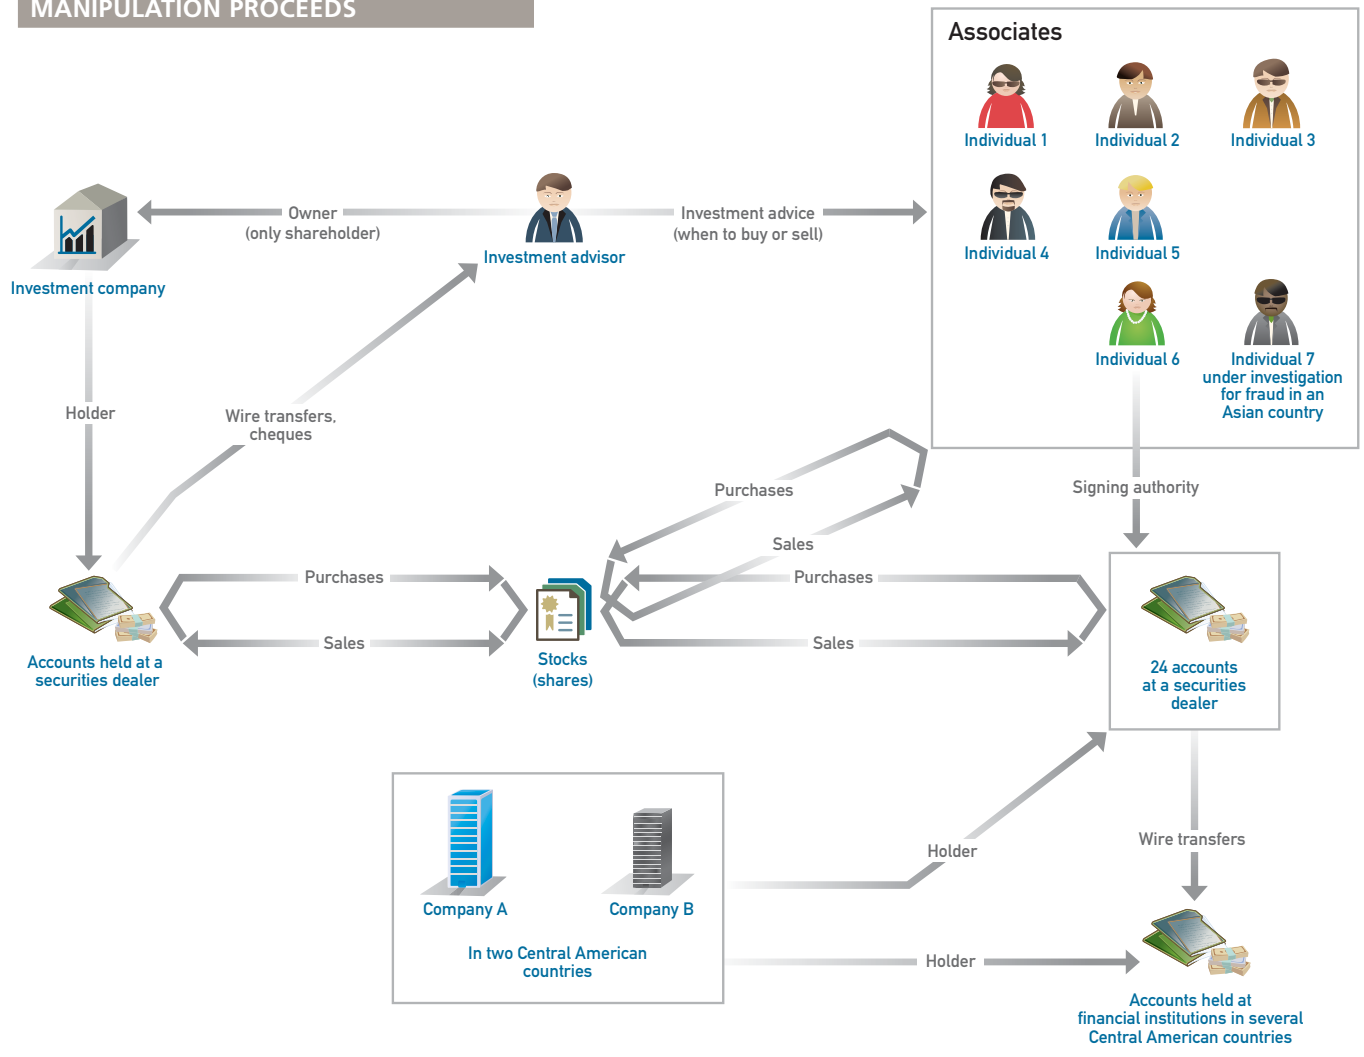 MANIPULATION PROCEEDS
Associates
Individual 1
Individual 2
Individual 3
Individual 4
Individual 5
Individual 6
Individual 7
under investigation
for fraud in an
Asian country
Owner
(only shareholder)
Investment advice
(when to buy or sell)
Investment advisor
Investment company
Holder
Wire transfers,
cheques
Purchases
Sales
Signing authority
Purchases
Sales
Purchases
Sales
Accounts held at a
securities dealer
Stocks
(shares)
24 accounts
at a securities
dealer
Company A
Company B
In two Central American
countries
Holder
Holder
Wire transfers
Accounts held at
financial institutions in several
Central American countries